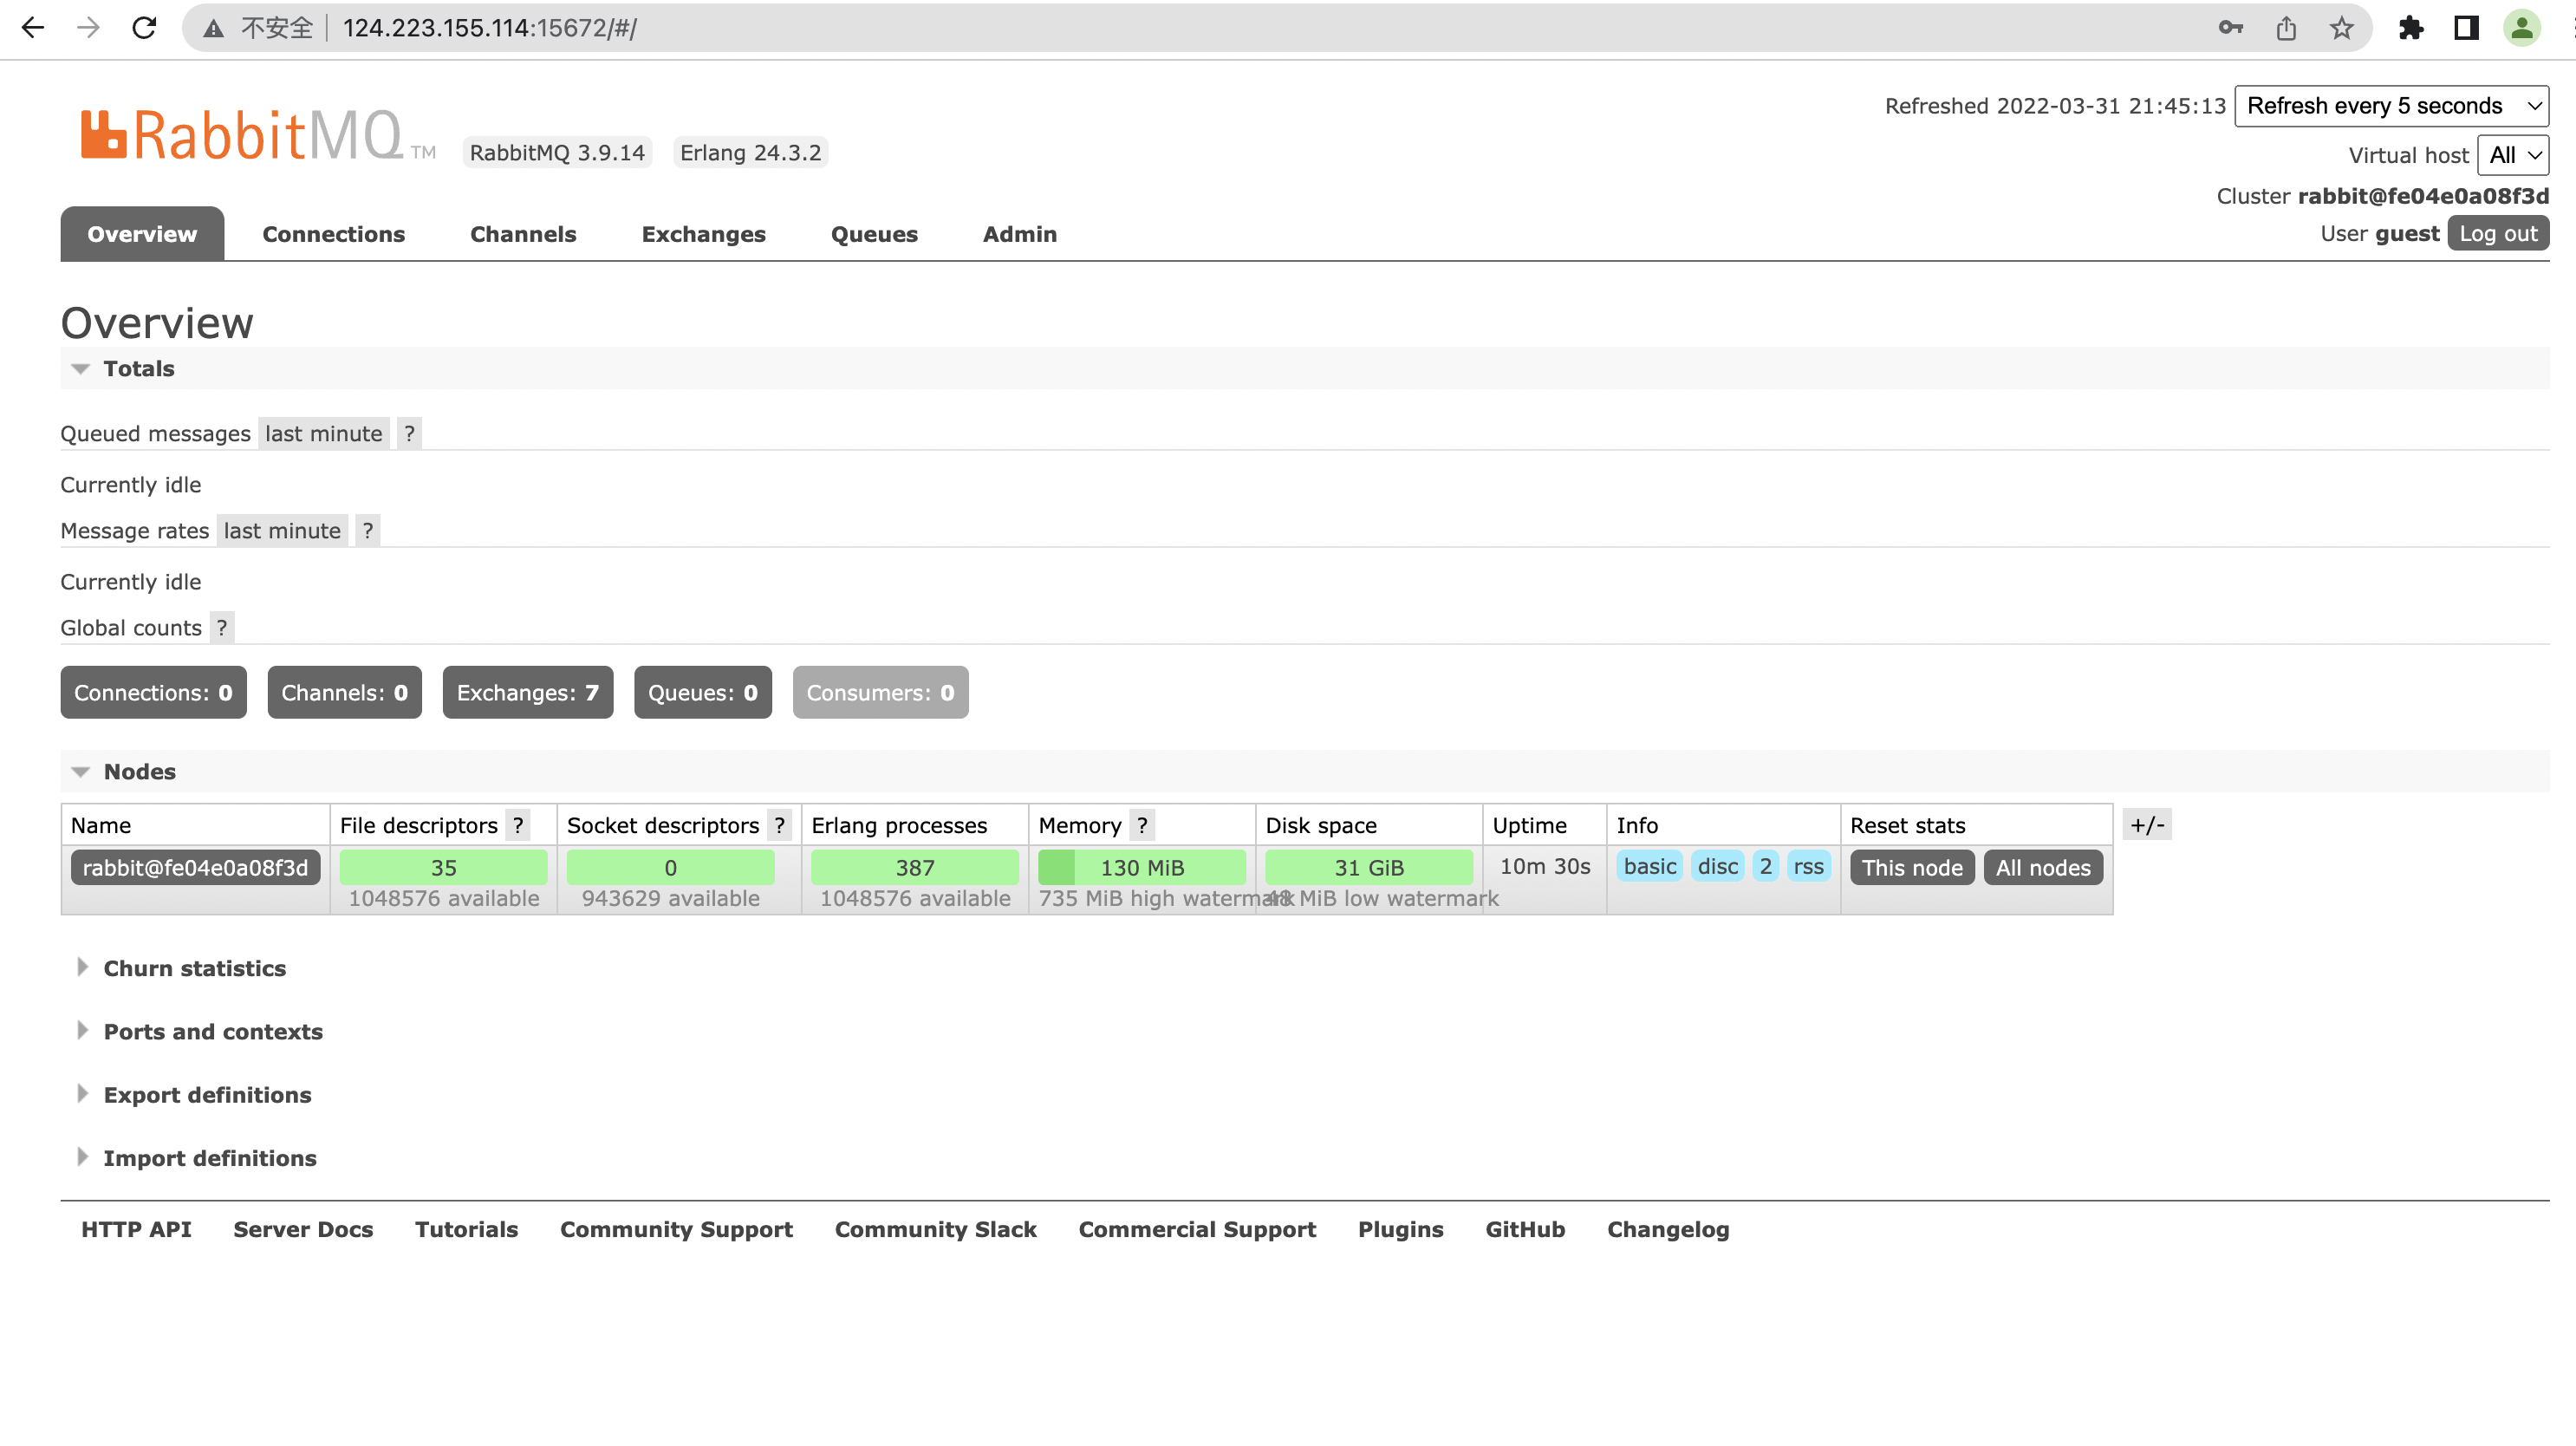 不安全 124.223.155.114:15672/#/
RabbitMQ TM RabbitMQ 3.9.14 Erlang 24.3.2
Refreshed 2022-03-31 21:45:13 Refresh every 5 seconds
Virtual host All
Cluster rabbit@fe04e0a08f3d
User guest Log out
Overview Connections Channels Exchanges Queues Admin
Overview
Totals
Queued messages last minute ?
Currently idle
Message rates last minute ?
Currently idle
Global counts ?
Connections: 0 Channels: 0 Exchanges: 7 Queues: 0 Consumers: 0
Nodes
Name File descriptors ? Socket descriptors ? Erlang processes Memory ? Disk space Uptime Info Reset stats +/-
rabbit@fe04e0a08f3d 35 0 387 130 MiB 31 GiB 10m 30s basic disc 2 rss This node All nodes
1048576 available 943629 available 1048576 available 735 MiB high watermark 48 MiB low watermark
Churn statistics
Ports and contexts
Export definitions
Import definitions
HTTP API Server Docs Tutorials Community Support Community Slack Commercial Support Plugins GitHub Changelog